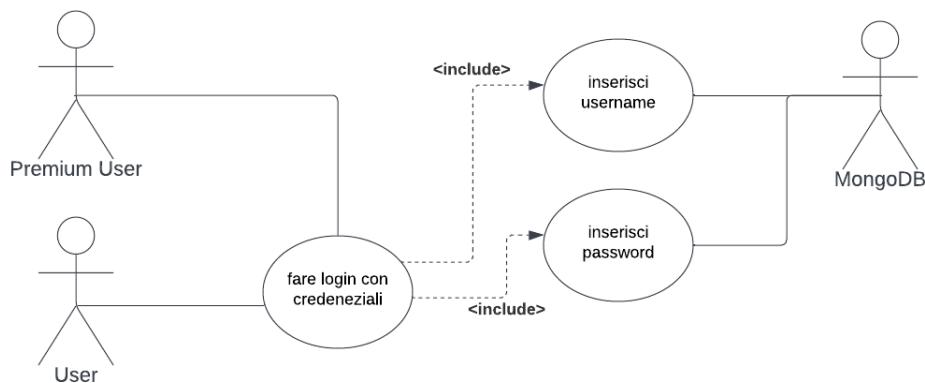 Premium User
User
fare login con
credeneziali
<include>
<include>
inserisci
username
inserisci
password
MongoDB